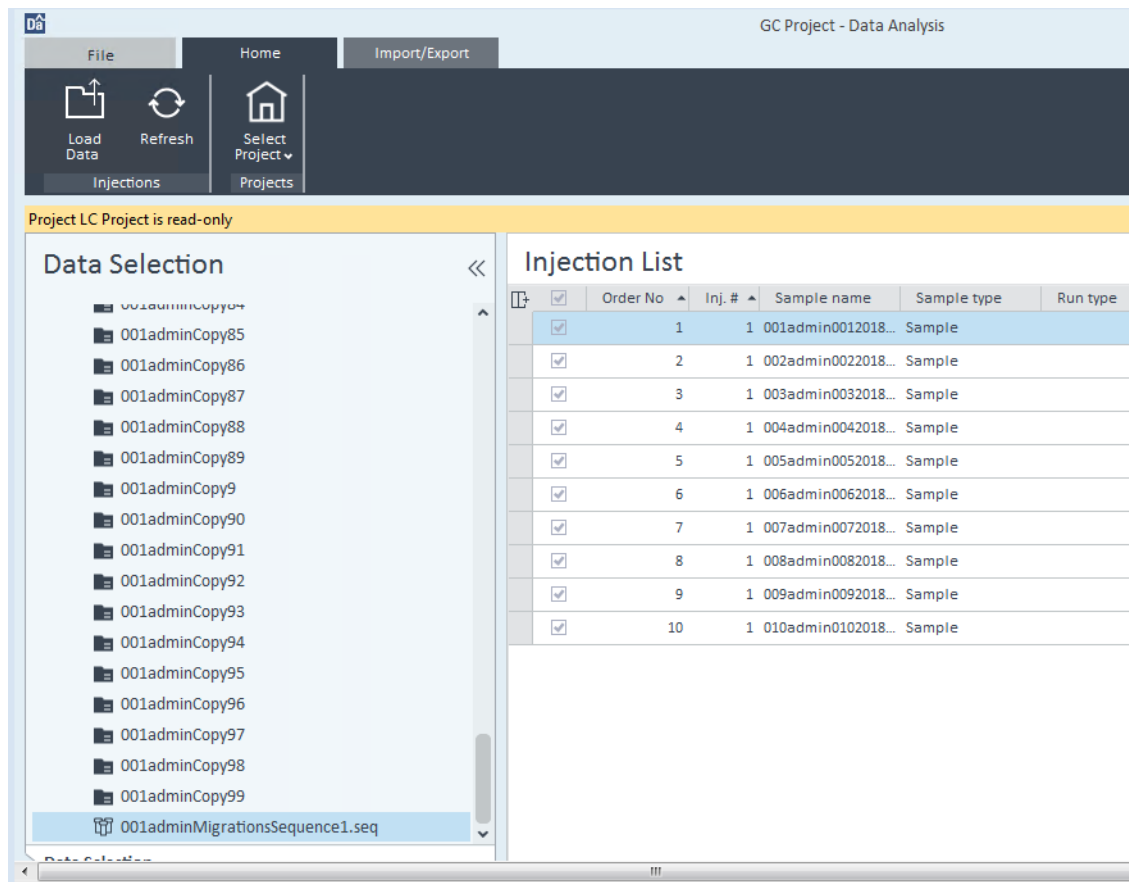 Da
GC Project - Data Analysis
File
Home
Import/Export
Load
Data
Refresh
Select
Project
Injections
Projects
Project LC Project is read-only
Data Selection
001adminCopy84
001adminCopy85
001adminCopy86
001adminCopy87
001adminCopy88
001adminCopy89
001adminCopy9
001adminCopy90
001adminCopy91
001adminCopy92
001adminCopy93
001adminCopy94
001adminCopy95
001adminCopy96
001adminCopy97
001adminCopy98
001adminCopy99
001adminMigrationsSequence1.seq
Data Selection
Injection List
Order No Inj. # Sample name Sample type Run type
1 1 001admin0012018... Sample
2 1 002admin0022018... Sample
3 1 003admin0032018... Sample
4 1 004admin0042018... Sample
5 1 005admin0052018... Sample
6 1 006admin0062018... Sample
7 1 007admin0072018... Sample
8 1 008admin0082018... Sample
9 1 009admin0092018... Sample
10 1 010admin0102018... Sample